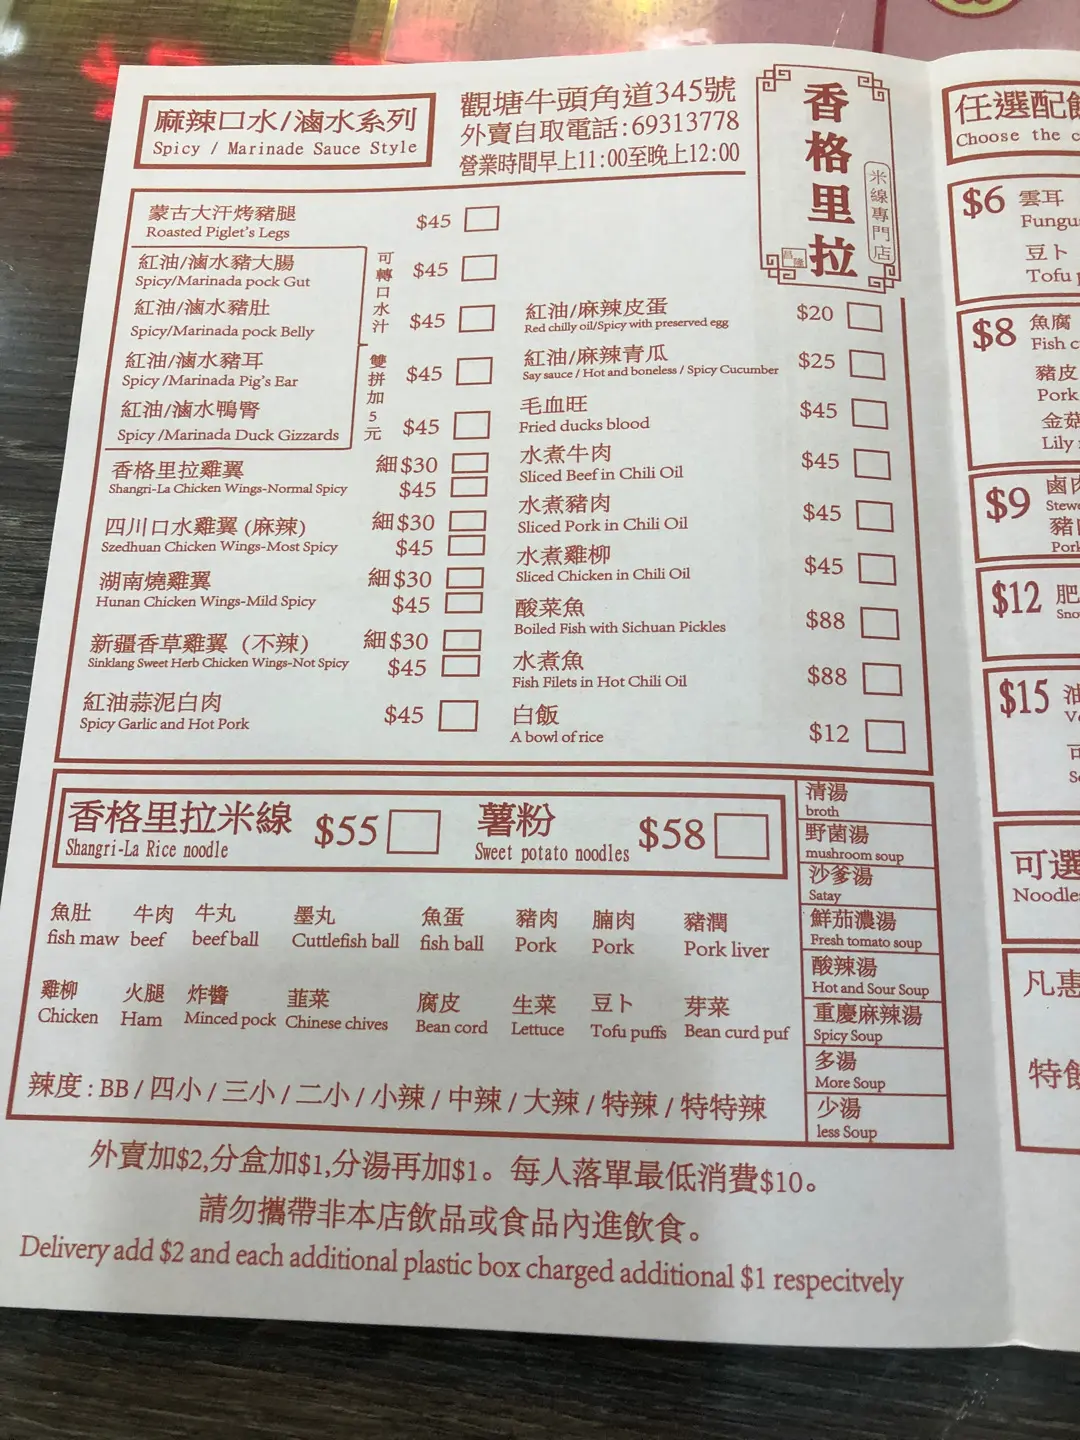 麻辣口水/滷水系列
Spicy / Marinade Sauce Style
觀塘牛頭角道345號
外賣自取電話:69313778
營業時間早上11:00至晚上12:00
香格里拉
米線專門店
昌隆
蒙古大汗烤豬腿 $45
Roasted Piglet's Legs
紅油/滷水豬大腸 $45
Spicy/Marinada pock Gut
紅油/滷水豬肚 $45
Spicy/Marinada pock Belly
紅油/滷水豬耳 $45
Spicy /Marinada Pig's Ear
紅油/滷水鴨腎 $45
Spicy /Marinada Duck Gizzards
可轉口水汁
雙拼加5元
香格里拉雞翼 細$30
Shangri-La Chicken Wings-Normal Spicy $45
四川口水雞翼 (麻辣) 細$30
Szedhuan Chicken Wings-Most Spicy $45
湖南燒雞翼 細$30
Hunan Chicken Wings-Mild Spicy $45
新疆香草雞翼 (不辣) 細$30
Sinklang Sweet Herb Chicken Wings-Not Spicy $45
紅油蒜泥白肉 $45
Spicy Garlic and Hot Pork
紅油/麻辣皮蛋 $20
Red chilly oil/Spicy with preserved egg
紅油/麻辣青瓜 $25
Say sauce / Hot and boneless / Spicy Cucumber
毛血旺 $45
Fried ducks blood
水煮牛肉 $45
Sliced Beef in Chili Oil
水煮豬肉 $45
Sliced Pork in Chili Oil
水煮雞柳 $45
Sliced Chicken in Chili Oil
酸菜魚 $88
Boiled Fish with Sichuan Pickles
水煮魚 $88
Fish Filets in Hot Chili Oil
白飯 $12
A bowl of rice
香格里拉米線 $55
Shangri-La Rice noodle
薯粉 $58
Sweet potato noodles
魚肚 牛肉 牛丸 墨丸 魚蛋 豬肉 腩肉 豬潤
fish maw beef beef ball Cuttlefish ball fish ball Pork Pork Pork liver
雞柳 火腿 炸醬 韮菜 腐皮 生菜 豆卜 芽菜
Chicken Ham Minced pock Chinese chives Bean cord Lettuce Tofu puffs Bean curd puf
辣度:BB/四小/三小/二小/小辣/中辣/大辣/特辣/特特辣
清湯
broth
野菌湯
mushroom soup
沙爹湯
Satay
鮮茄濃湯
Fresh tomato soup
酸辣湯
Hot and Sour Soup
重慶麻辣湯
Spicy Soup
多湯
More Soup
少湯
less Soup
外賣加$2,分盒加$1,分湯再加$1。每人落單最低消費$10。
請勿攜帶非本店飲品或食品內進飲食。
Delivery add $2 and each additional plastic box charged additional $1 respecitvely
任選配
Choose the
$6 雲耳
豆卜
Tofu
$8 魚腐
Fish
豬皮
Pork
Lily
$9
$12
$15
可選
凡惠